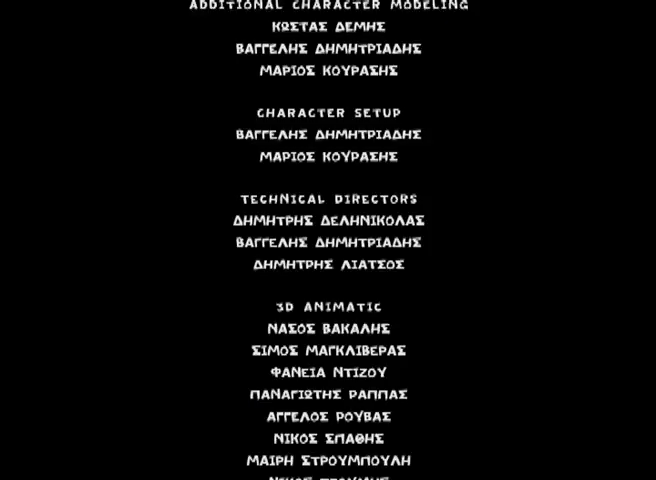 ADDITIONAL CHARACTER MODELING
ΚΩΣΤΑΣ ΔΕΜΗΣ
ΒΑΓΓΕΛΗΣ ΔΗΜΗΤΡΙΑΔΗΣ
ΜΑΡΙΟΣ ΚΟΥΡΑΣΗΣ
CHARACTER SETUP
ΒΑΓΓΕΛΗΣ ΔΗΜΗΤΡΙΑΔΗΣ
ΜΑΡΙΟΣ ΚΟΥΡΑΣΗΣ
TECHNICAL DIRECTORS
ΔΗΜΗΤΡΗΣ ΔΕΛΗΝΙΚΟΛΑΣ
ΒΑΓΓΕΛΗΣ ΔΗΜΗΤΡΙΑΔΗΣ
ΔΗΜΗΤΡΗΣ ΛΙΑΤΣΟΣ
3D ANIMATIC
ΝΑΣΟΣ ΒΑΚΑΛΗΣ
ΣΙΜΟΣ ΜΑΓΚΛΙΒΕΡΑΣ
ΦΑΝΕΙΑ ΝΤΙΖΟΥ
ΠΑΝΑΓΙΩΤΗΣ ΡΑΠΠΑΣ
ΑΓΓΕΛΟΣ ΡΟΥΒΑΣ
ΝΙΚΟΣ ΣΠΑΘΗΣ
ΜΑΙΡΗ ΣΤΡΟΥΜΠΟΥΛΗ